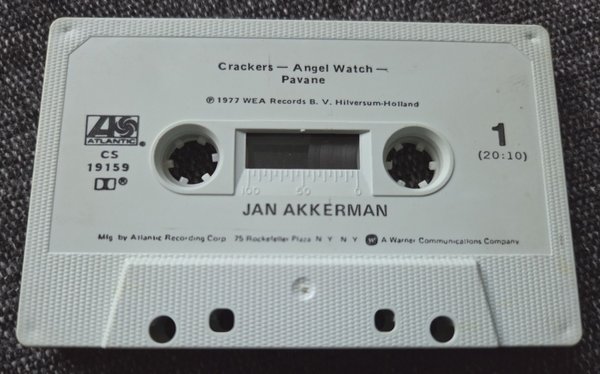 Crackers — Angel Watch —
Pavane
℗ 1977 WEA Records B. V. Hilversum-Holland
ATLANTIC
CS
19159
®
1
(20:10)
100 50 0
JAN AKKERMAN
Mfg by Atlantic Recording Corp 75 Rockefeller Plaza N Y N Y W A Warner Communications Company